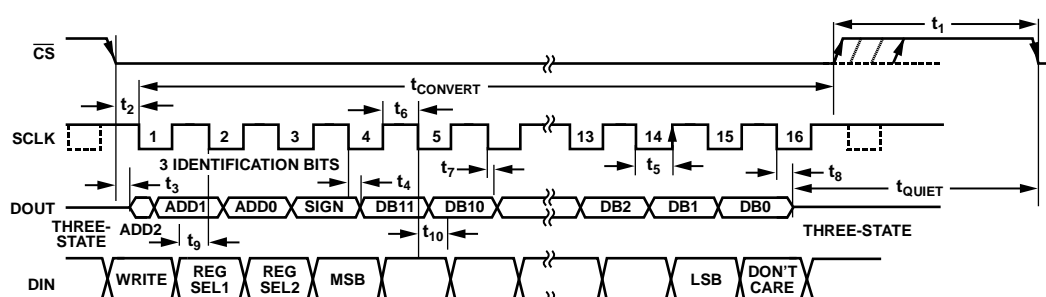 t1
CS
tCONVERT
t2
t6
SCLK
1 2 3 4 5 13 14 15 16
3 IDENTIFICATION BITS
t7
t5
t3
t4
t8
tQUIET
DOUT
ADD1 ADD0 SIGN DB11 DB10 DB2 DB1 DB0
THREE-
STATE
ADD2
THREE-STATE
t9
t10
DIN
WRITE
REG
SEL1
REG
SEL2
MSB
LSB
DON'T
CARE